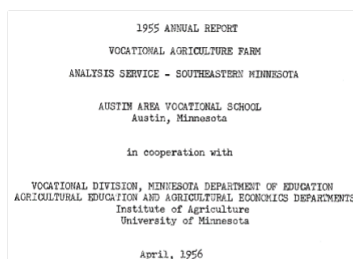 1955 ANNUAL REPORT
VOCATIONAL AGRICULTURE FARM
ANALYSIS SERVICE - SOUTHEASTERN MINNESOTA
AUSTIN AREA VOCATIONAL SCHOOL
Austin, Minnesota
in cooperation with
VOCATIONAL DIVISION, MINNESOTA DEPARTMENT OF EDUCATION
AGRICULTURAL EDUCATION AND AGRICULTURAL ECONOMICS DEPARTMENTS
Institute of Agriculture
University of Minnesota
April, 1956